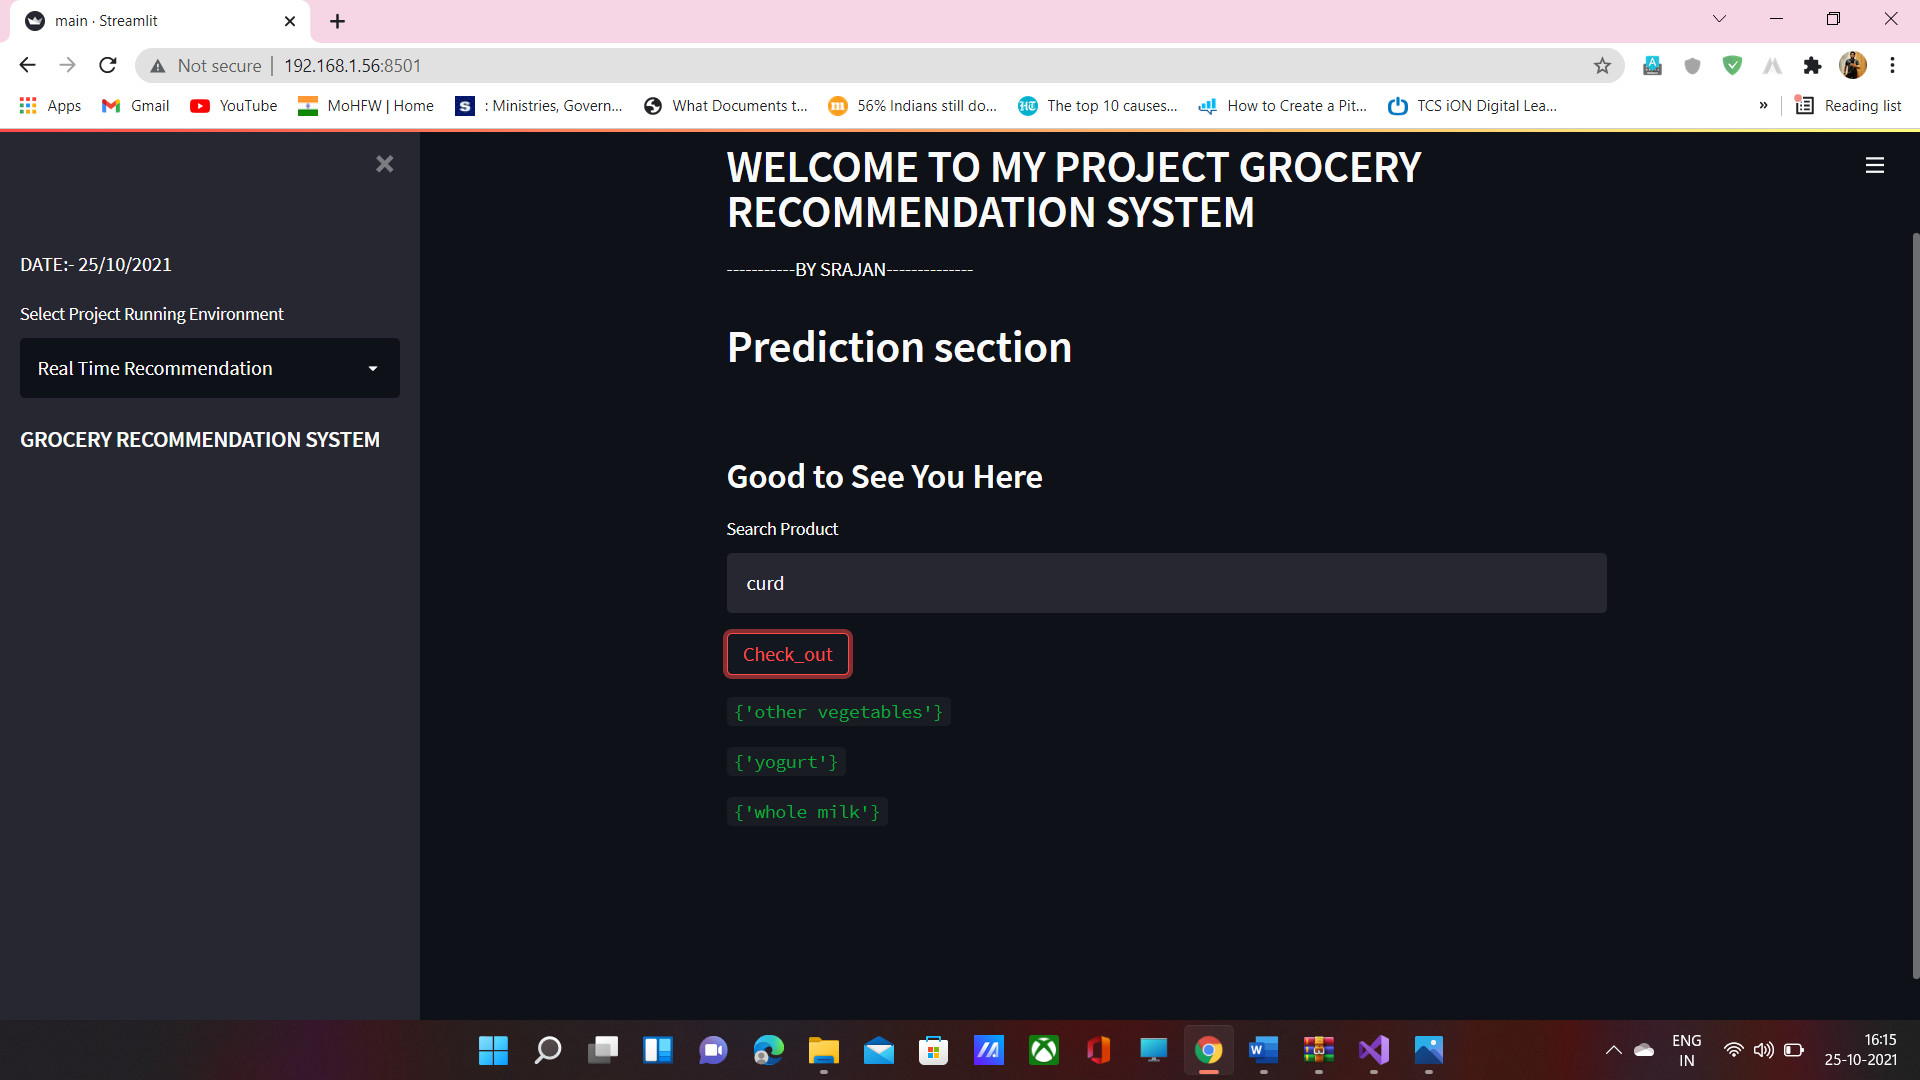 main · Streamlit
Not secure
192.168.1.56:8501
Apps
Gmail
YouTube
MoHFW | Home
S
: Ministries, Govern...
What Documents t...
m
56% Indians still do...
HT
The top 10 causes...
How to Create a Pit...
TCS iON Digital Lea...
»
Reading list
DATE:- 25/10/2021
Select Project Running Environment
Real Time Recommendation
GROCERY RECOMMENDATION SYSTEM
WELCOME TO MY PROJECT GROCERY
RECOMMENDATION SYSTEM
-----------BY SRAJAN--------------
Prediction section
Good to See You Here
Search Product
curd
Check_out
{'other vegetables'}
{'yogurt'}
{'whole milk'}
ENG
IN
16:15
25-10-2021